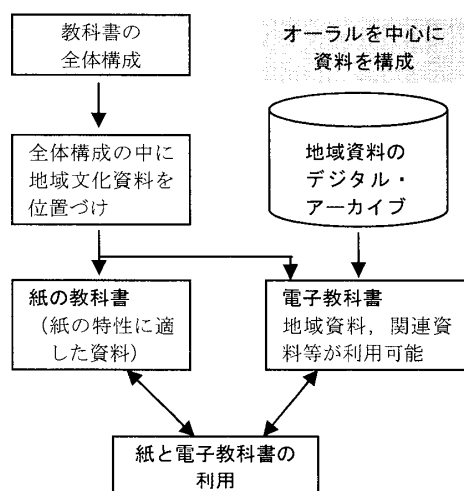 教科書の
全体構成
オーラルを中心に
資料を構成
全体構成の中に
地域文化資料を
位置づけ
地域資料の
デジタル・
アーカイブ
紙の教科書
（紙の特性に適
した資料）
電子教科書
地域資料，関連資
料等が利用可能
紙と電子教科書の
利用